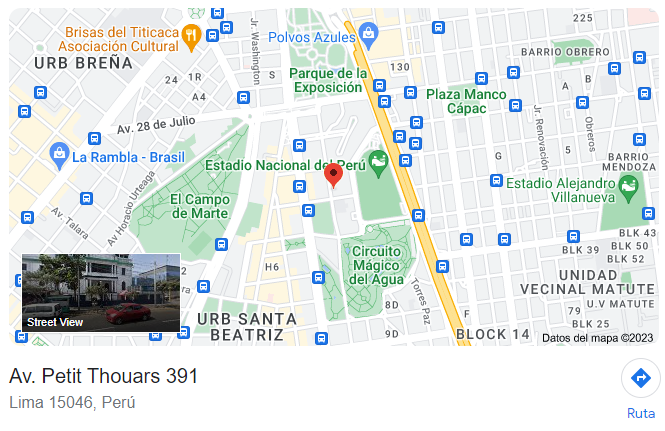 Brisas del Titicaca
Asociación Cultural
Polvos Azules
Jr. Washington
URB BREÑA
BARRIO OBRERO
24
1R
130
Parque de la
Exposición
A4
Plaza Manco
Cápac
Av. 28 de Julio
Jr. Renovación
Obreros
La Rambla - Brasil
G
BARRIO
MENDOZA
Estadio Nacional del Perú
Av. Horacio Urteaga
El Campo
de Marte
Estadio Alejandro
Villanueva
Av. Talara
BLK 43
BLK 39
BLK 50
BLK 52
Circuito
Mágico
del Agua
H6
UNIDAD
VECINAL MATUTE
U.V MATUTE
Torres Paz
8D
9D
BLK 25
Street View
URB SANTA
BEATRIZ
BLOCK 14
Datos del mapa ©2023
Av. Petit Thouars 391
Lima 15046, Perú
Ruta